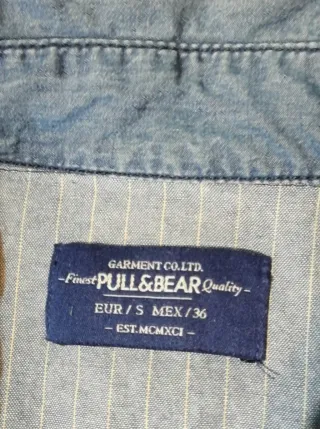 GARMENT CO.LTD.
-Finest PULL&BEAR Quality-
EUR / S MEX / 36
- EST.MCMXCI -